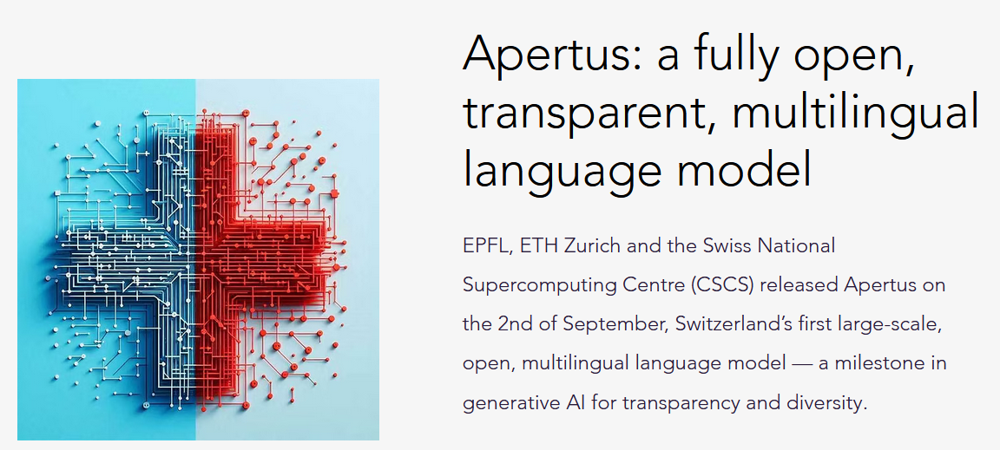 Apertus: a fully open,
transparent, multilingual
language model
EPFL, ETH Zurich and the Swiss National
Supercomputing Centre (CSCS) released Apertus on
the 2nd of September, Switzerland’s first large-scale,
open, multilingual language model — a milestone in
generative AI for transparency and diversity.